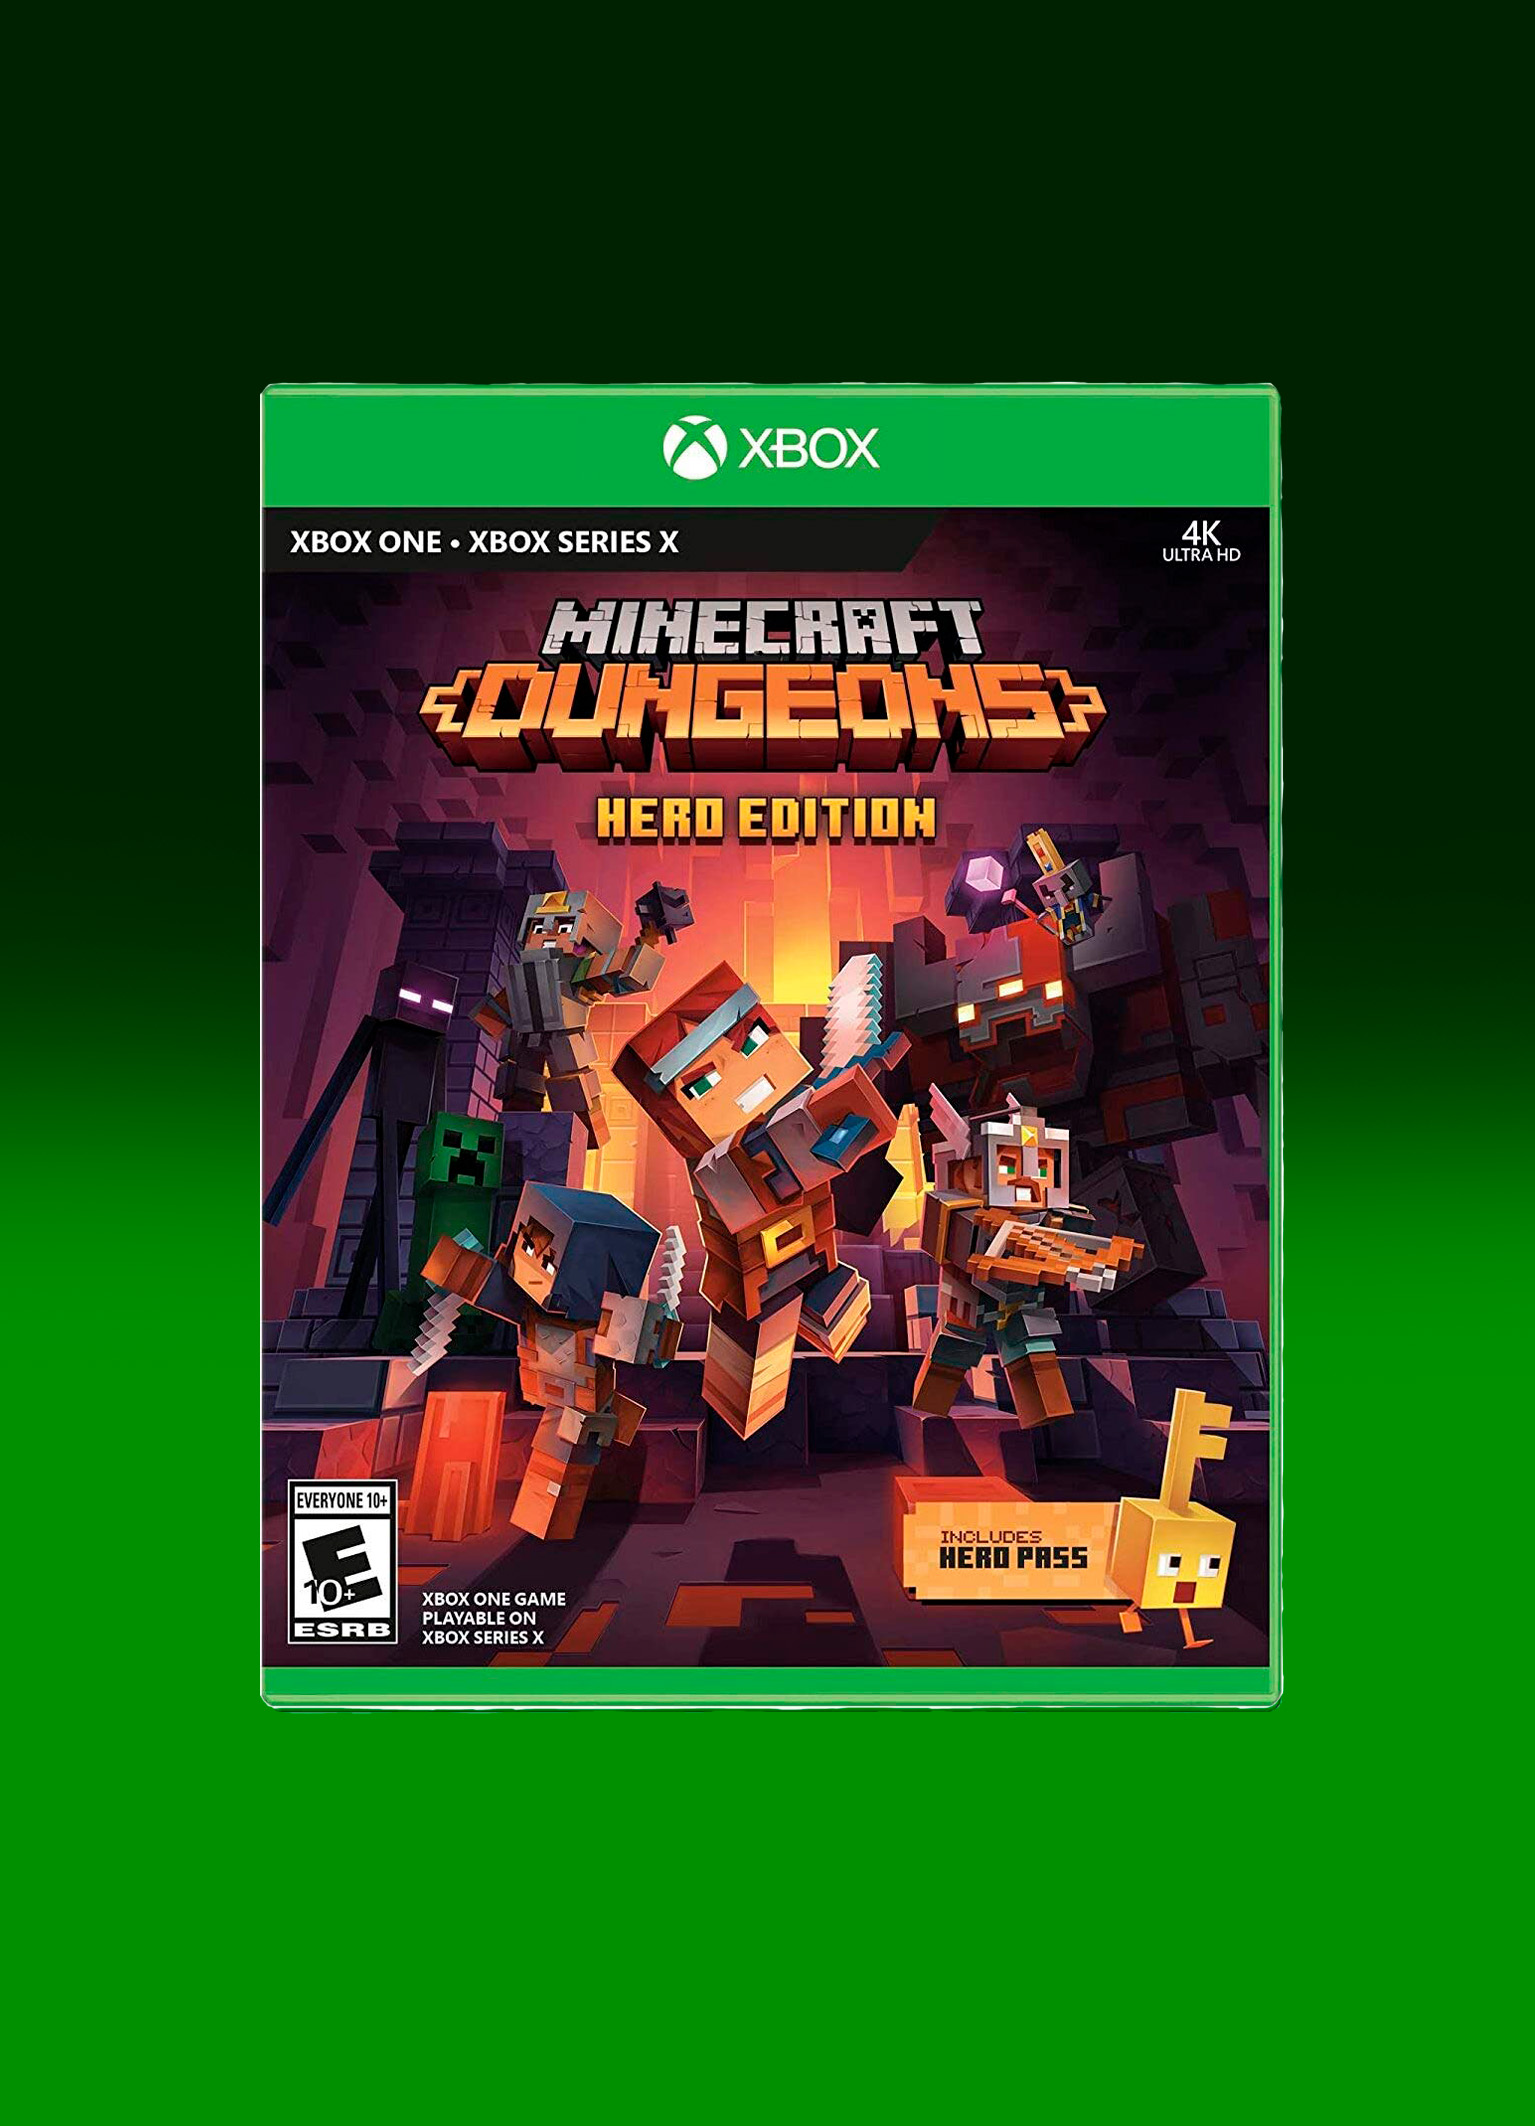 XBOX
XBOX ONE • XBOX SERIES X
4K
ULTRA HD
MINECRAFT
DUNGEONS
HERO EDITION
INCLUDES
HERO PASS
EVERYONE 10+
E
10+
ESRB
XBOX ONE GAME
PLAYABLE ON
XBOX SERIES X